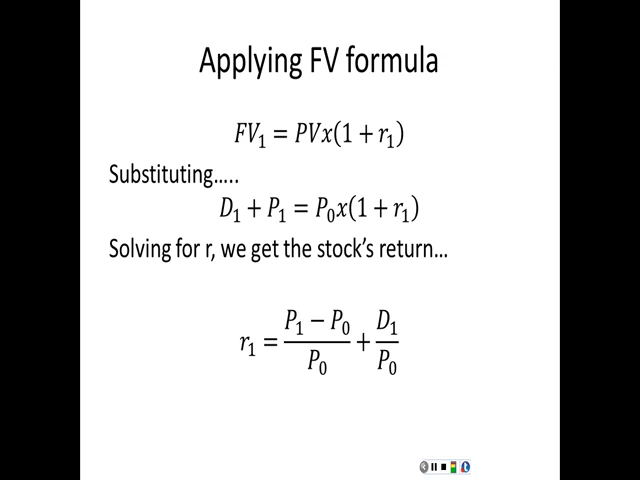 Applying FV formula
FV₁ = PVx(1 + r₁)
Substituting…..
D₁ + P₁ = P₀x(1 + r₁)
Solving for r, we get the stock’s return…
r₁ = (P₁ − P₀)/P₀ + D₁/P₀